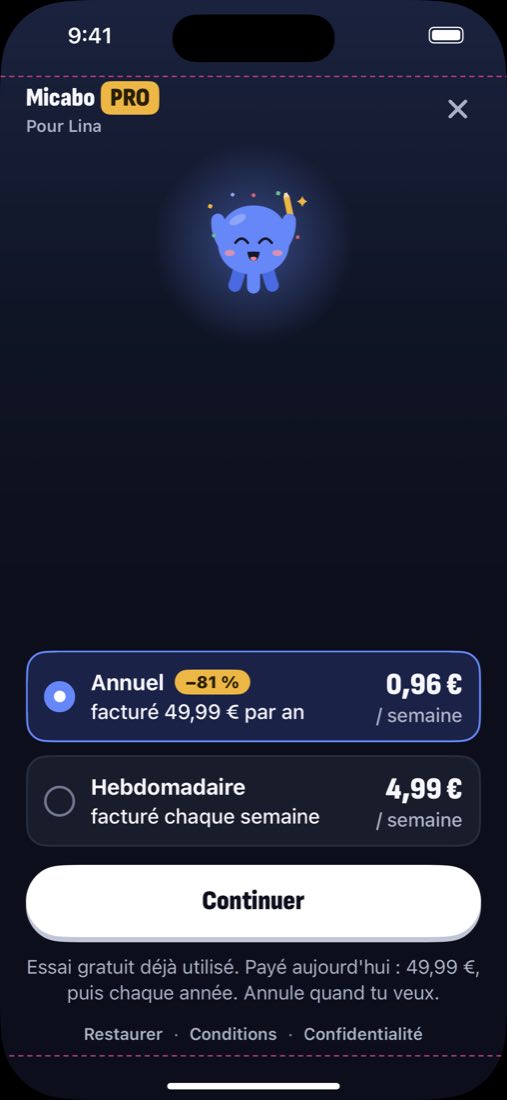 9:41
Micabo PRO
Pour Lina
Annuel −81 %
facturé 49,99 € par an
0,96 €
/ semaine
Hebdomadaire
facturé chaque semaine
4,99 €
/ semaine
Continuer
Essai gratuit déjà utilisé. Payé aujourd'hui : 49,99 €,
puis chaque année. Annule quand tu veux.
Restaurer · Conditions · Confidentialité